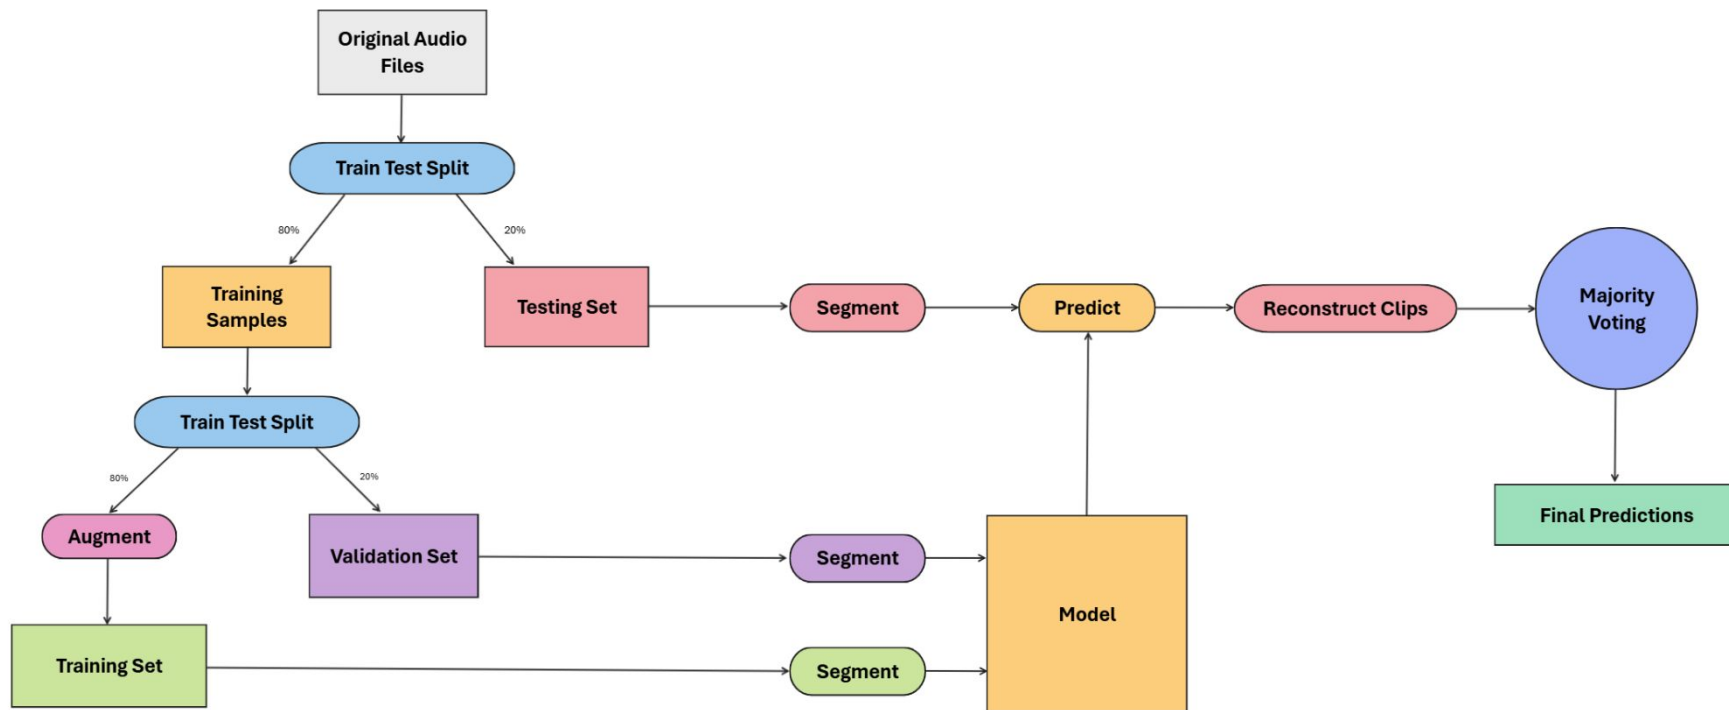 Original Audio
Files
Train Test Split
80%
20%
Training
Samples
Testing Set
Segment
Predict
Reconstruct Clips
Majority
Voting
Train Test Split
80%
20%
Augment
Validation Set
Segment
Model
Final Predictions
Training Set
Segment